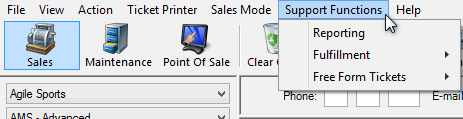 File View Action Ticket Printer Sales Mode Support Functions Help
Reporting
Fulfillment
Free Form Tickets
Sales Maintenance Point Of Sale Clear
Agile Sports
Phone: E-mail
AMS - Advanced